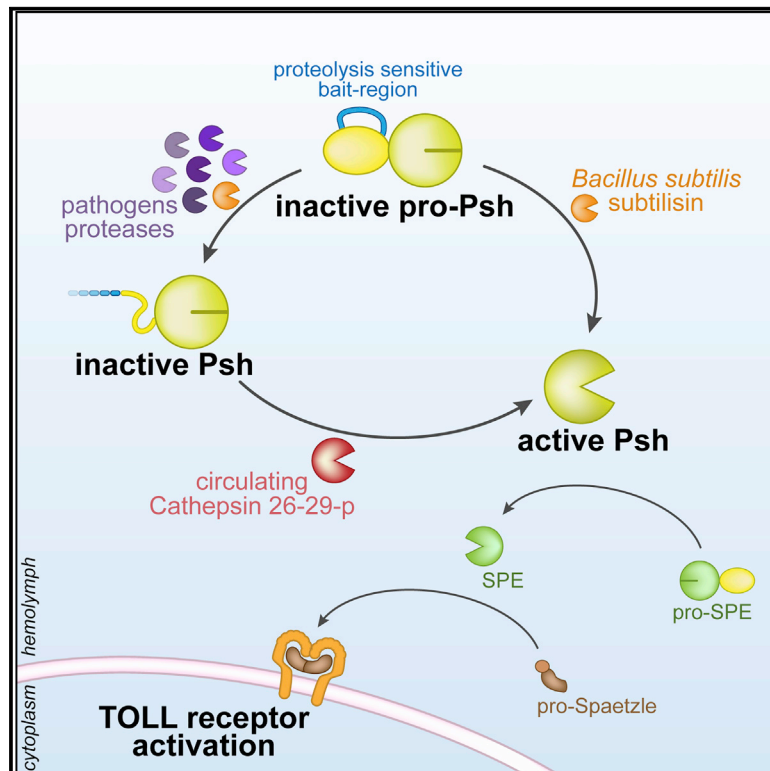 proteolysis sensitive
bait-region
inactive pro-Psh
pathogens
proteases
Bacillus subtilis
subtilisin
inactive Psh
active Psh
circulating
Cathepsin 26-29-p
SPE
pro-SPE
pro-Spaetzle
TOLL receptor
activation
hemolymph
cytoplasm